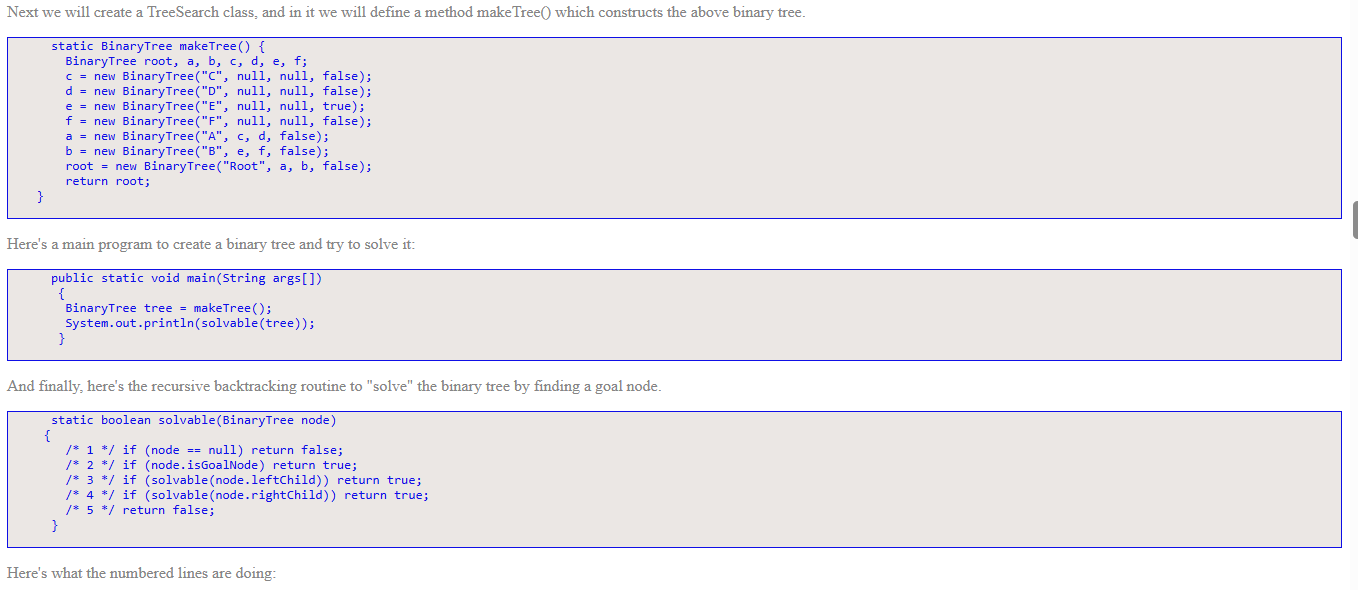 Next we will create a TreeSearch class, and in it we will define a method makeTree() which constructs the above binary tree.
static BinaryTree makeTree() {
BinaryTree root, a, b, c, d, e, f;
c = new BinaryTree("C", null, null, false);
d = new BinaryTree("D", null, null, false);
e = new BinaryTree("E", null, null, true);
f = new BinaryTree("F", null, null, false);
a = new BinaryTree("A", c, d, false);
b = new BinaryTree("B", e, f, false);
root = new BinaryTree("Root", a, b, false);
return root;
}
Here's a main program to create a binary tree and try to solve it:
public static void main(String args[])
{
BinaryTree tree = makeTree();
System.out.println(solvable(tree));
}
And finally, here's the recursive backtracking routine to "solve" the binary tree by finding a goal node.
static boolean solvable(BinaryTree node)
{
/* 1 */ if (node == null) return false;
/* 2 */ if (node.isGoalNode) return true;
/* 3 */ if (solvable(node.leftChild)) return true;
/* 4 */ if (solvable(node.rightChild)) return true;
/* 5 */ return false;
}
Here's what the numbered lines are doing: